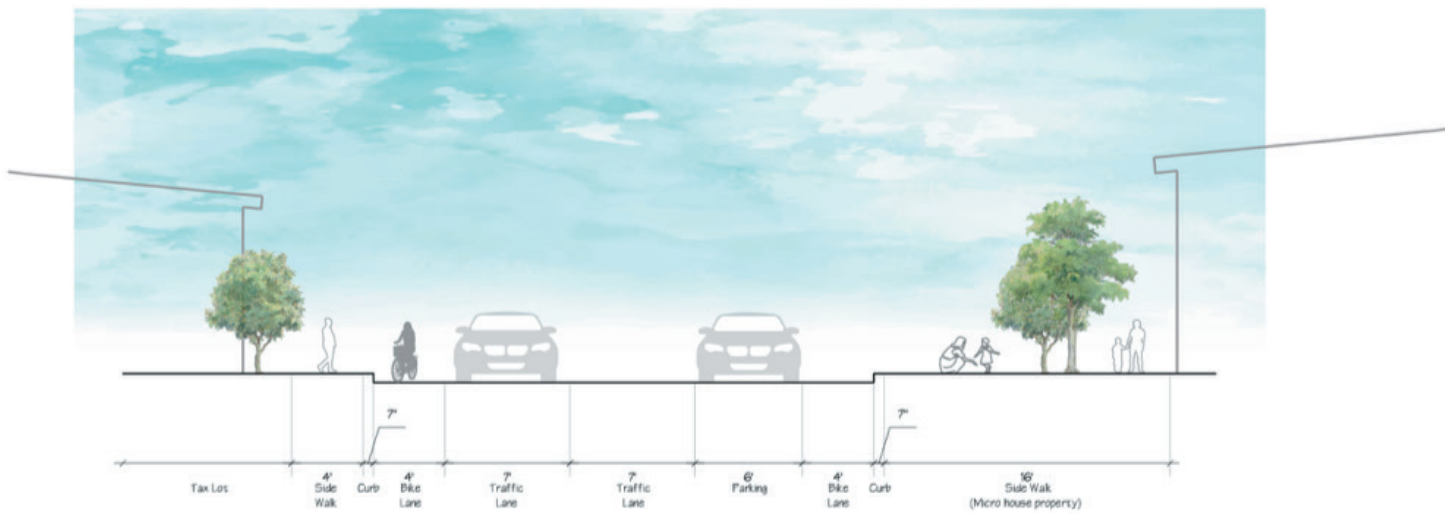 7"
7"
Tax Los
4'
Side
Walk
Curb
4'
Bike
Lane
7'
Traffic
Lane
7'
Traffic
Lane
6'
Parking
4'
Bike
Lane
Curb
16'
Side Walk
(Micro house property)